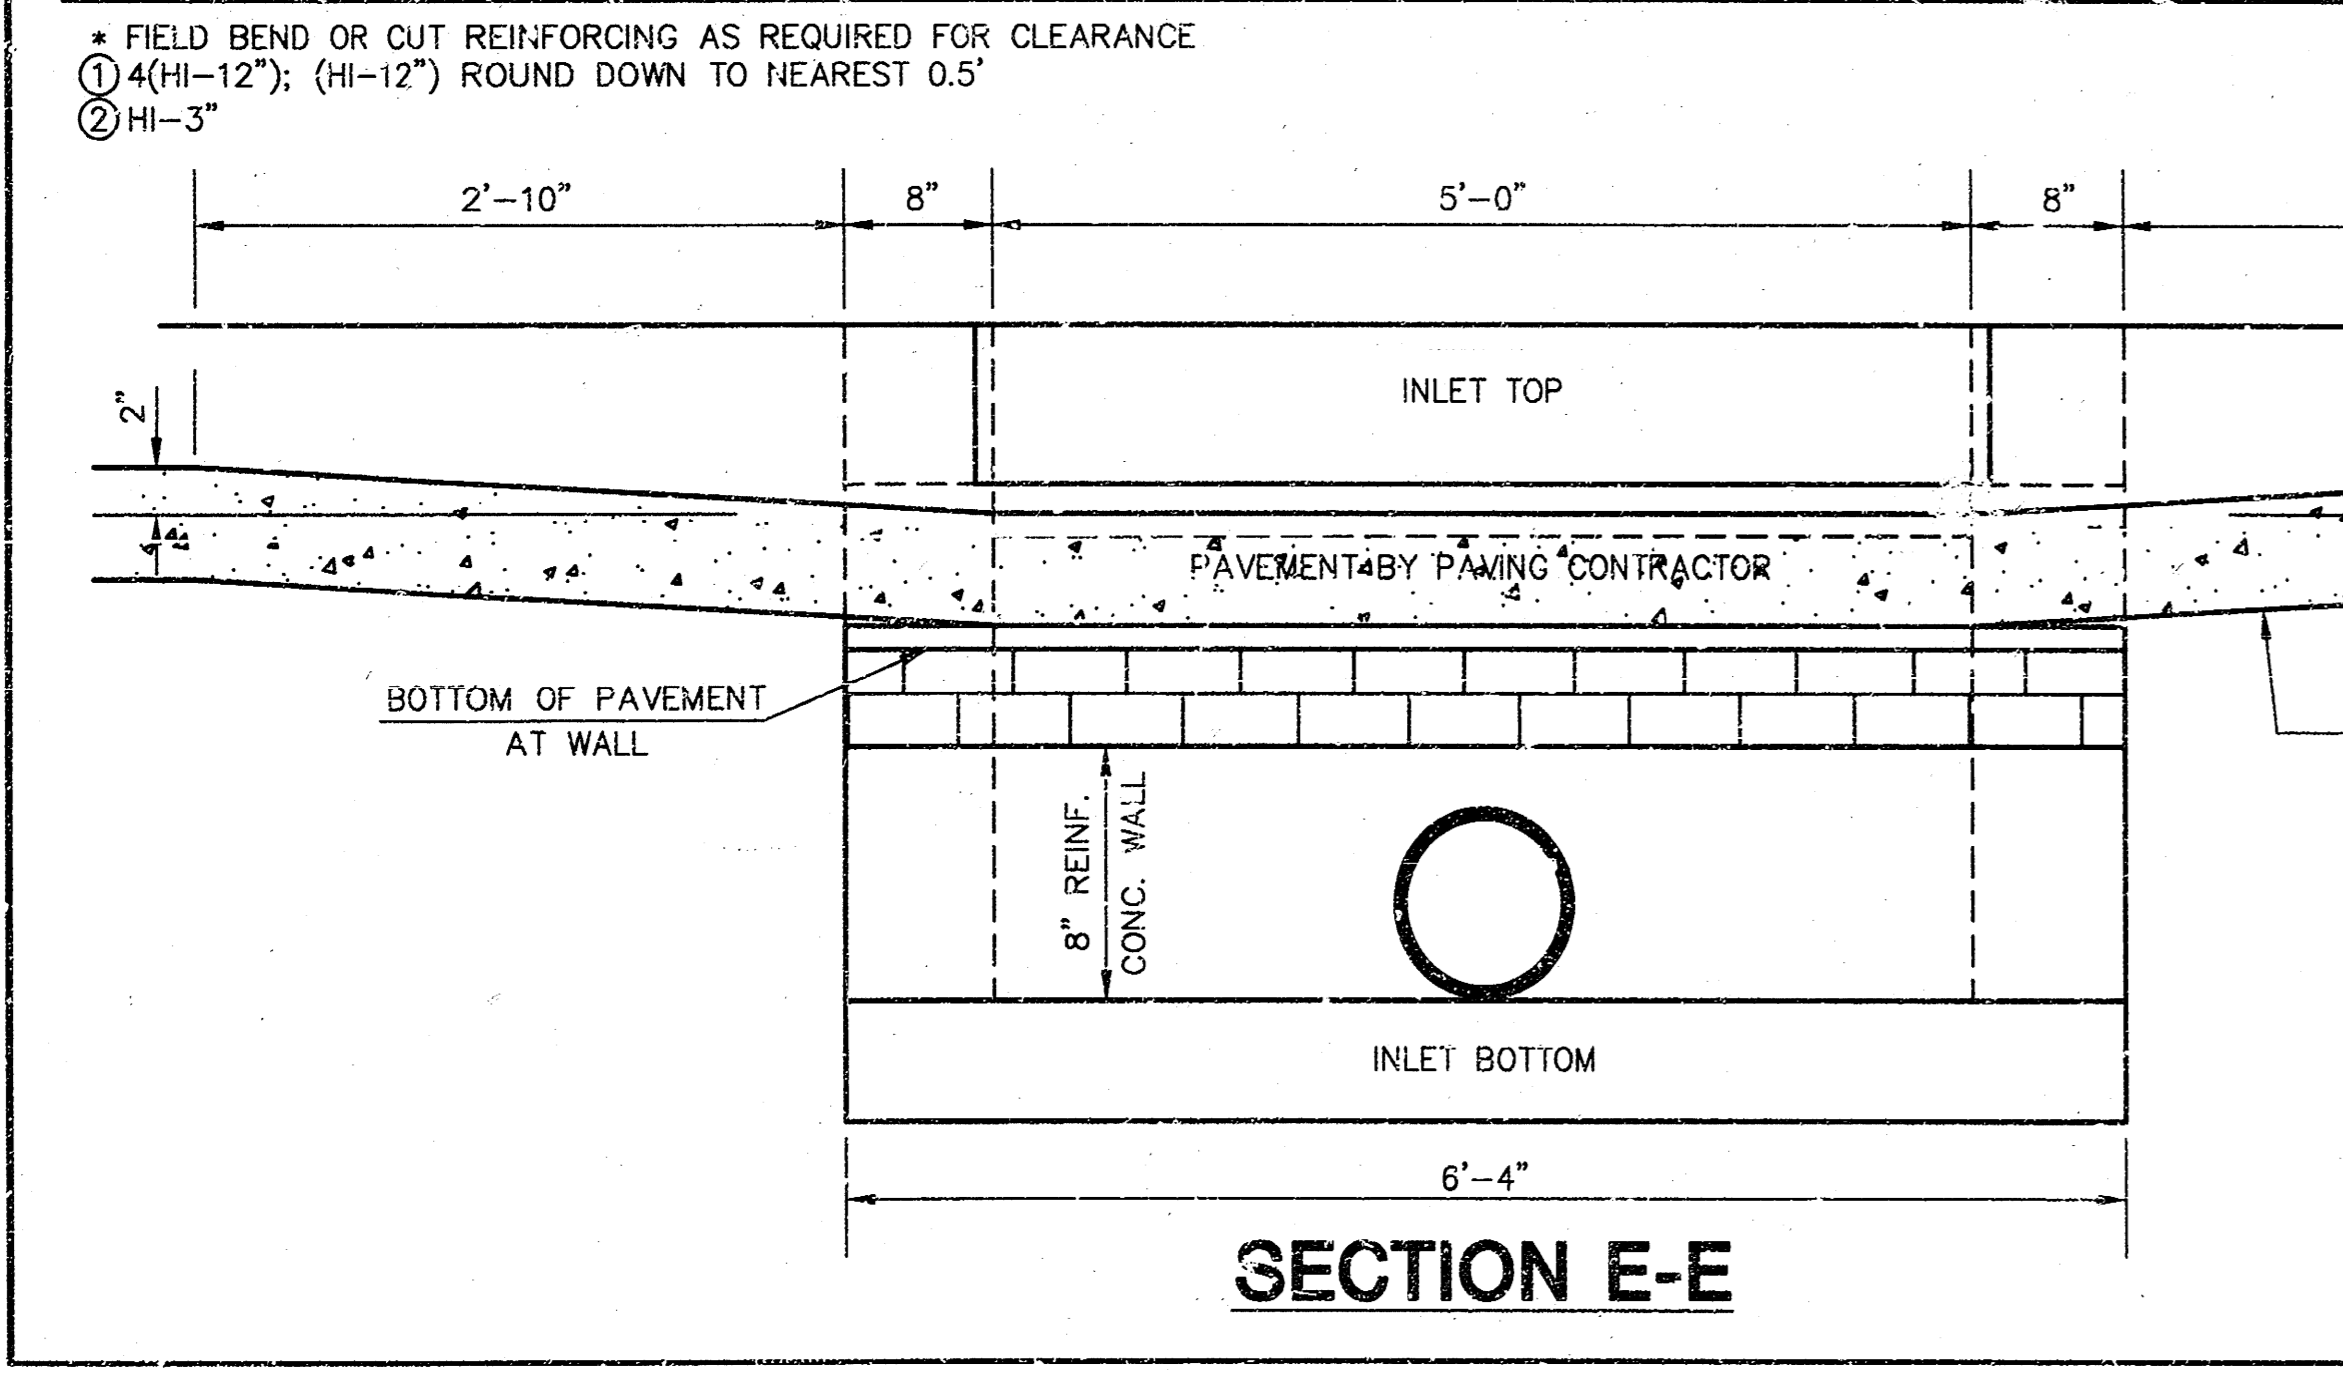 * FIELD BEND OR CUT REINFORCING AS REQUIRED FOR CLEARANCE
① 4(HI-12"); (HI-12") ROUND DOWN TO NEAREST 0.5'
② HI-3"
2'-10"
8"
5'-0"
8"
2"
INLET TOP
PAVEMENT BY PAVING CONTRACTOR
BOTTOM OF PAVEMENT
AT WALL
8" REINF.
CONC. WALL
INLET BOTTOM
6'-4"
SECTION E-E